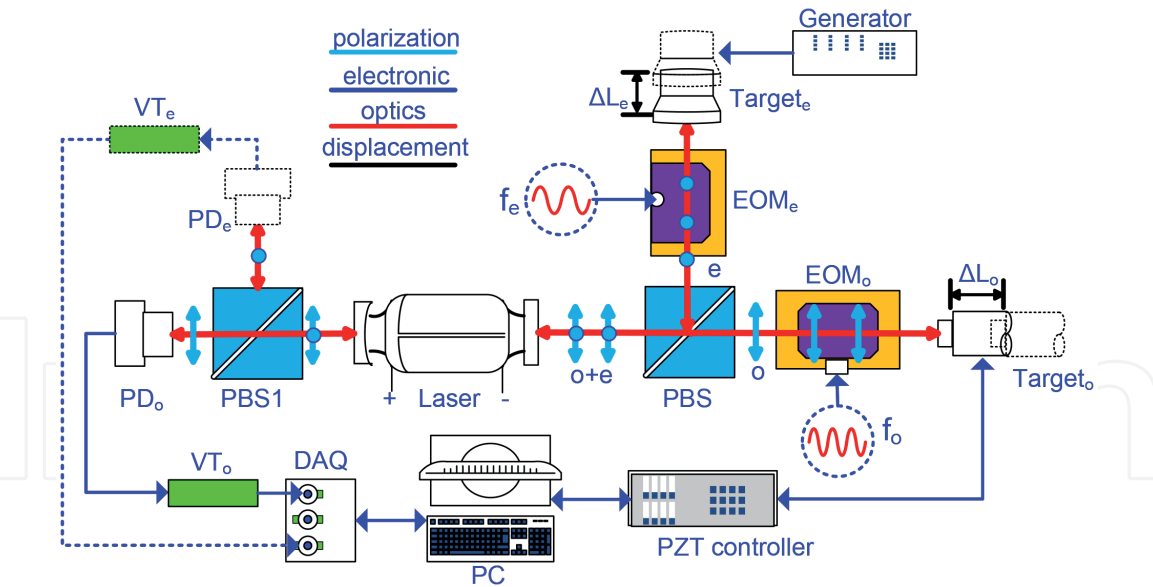 Generator
polarization
electronic
optics
displacement
VTe
ΔLe
Targete
PDe
fe
EOMe
e
EOMo
ΔLo
o+e
o
PDo
PBS1
+ Laser -
PBS
Targeto
fo
VTo
DAQ
PZT controller
PC